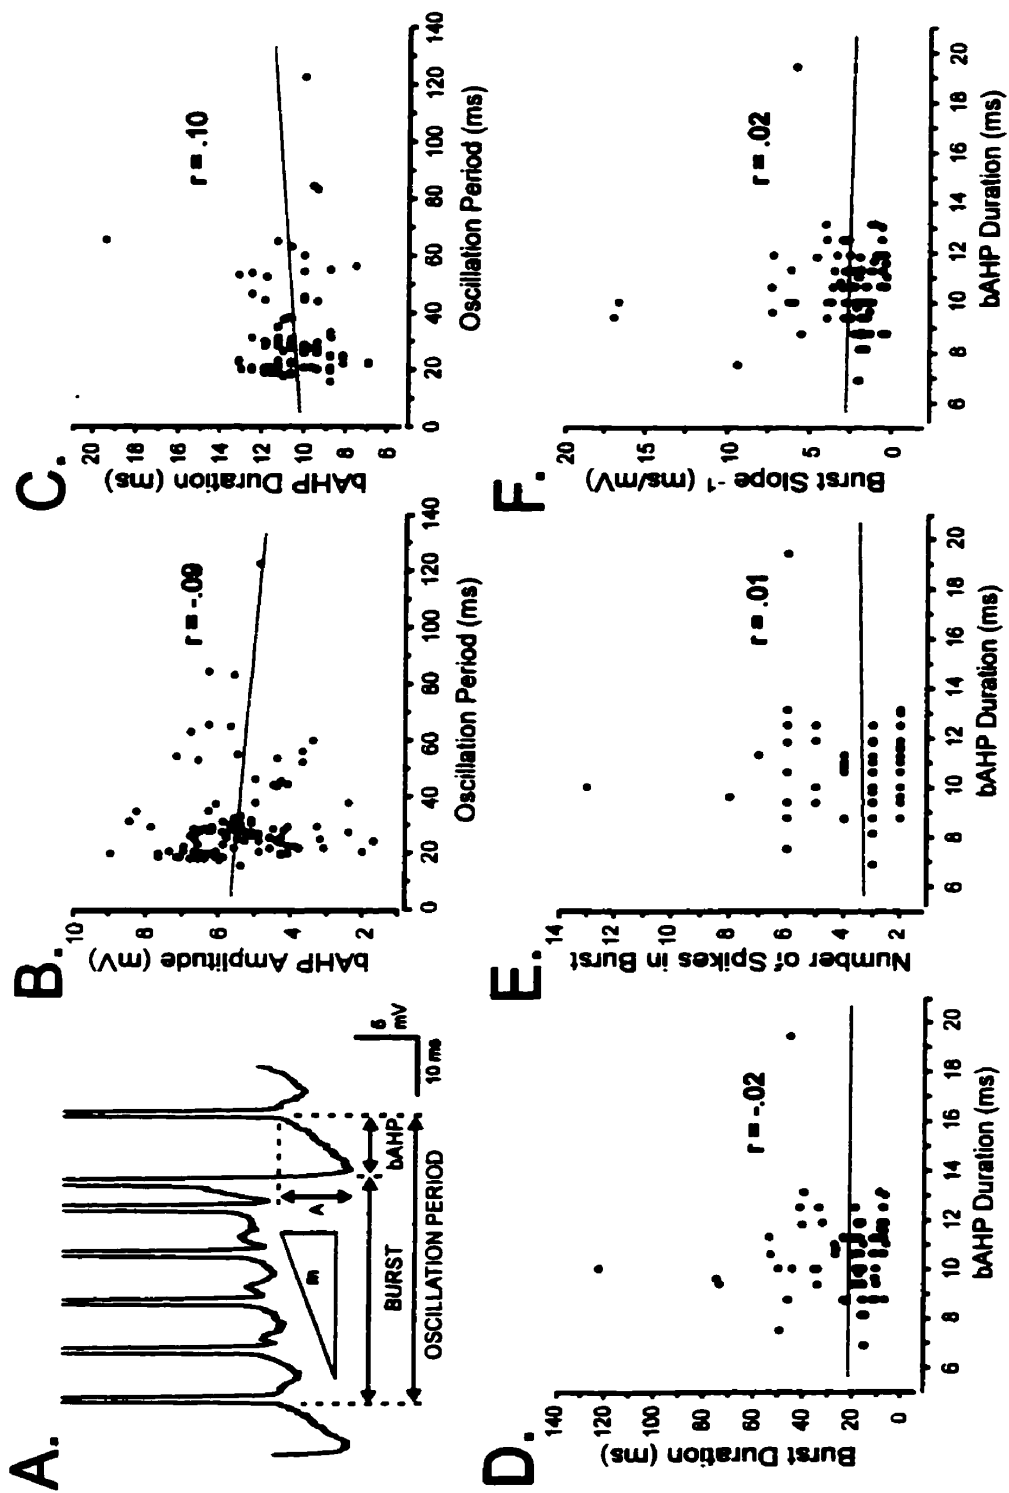 A.
m
A
BURST
bAHP
OSCILLATION PERIOD
10 ms
mV
B.
bAHP Amplitude (mV)
10
8
6
4
2
r = -.09
0 20 40 60 80 100 120 140
Oscillation Period (ms)
C.
bAHP Duration (ms)
20
18
16
14
12
10
8
6
r = .10
0 20 40 60 80 100 120 140
Oscillation Period (ms)
D.
Burst Duration (ms)
140
120
100
80
60
40
20
0
r = -.02
6 8 10 12 14 16 18 20
bAHP Duration (ms)
E.
Number of Spikes in Burst
14
12
10
8
6
4
2
r = .01
6 8 10 12 14 16 18 20
bAHP Duration (ms)
F.
Burst Slope -1 (ms/mV)
20
15
10
5
0
r = .02
6 8 10 12 14 16 18 20
bAHP Duration (ms)